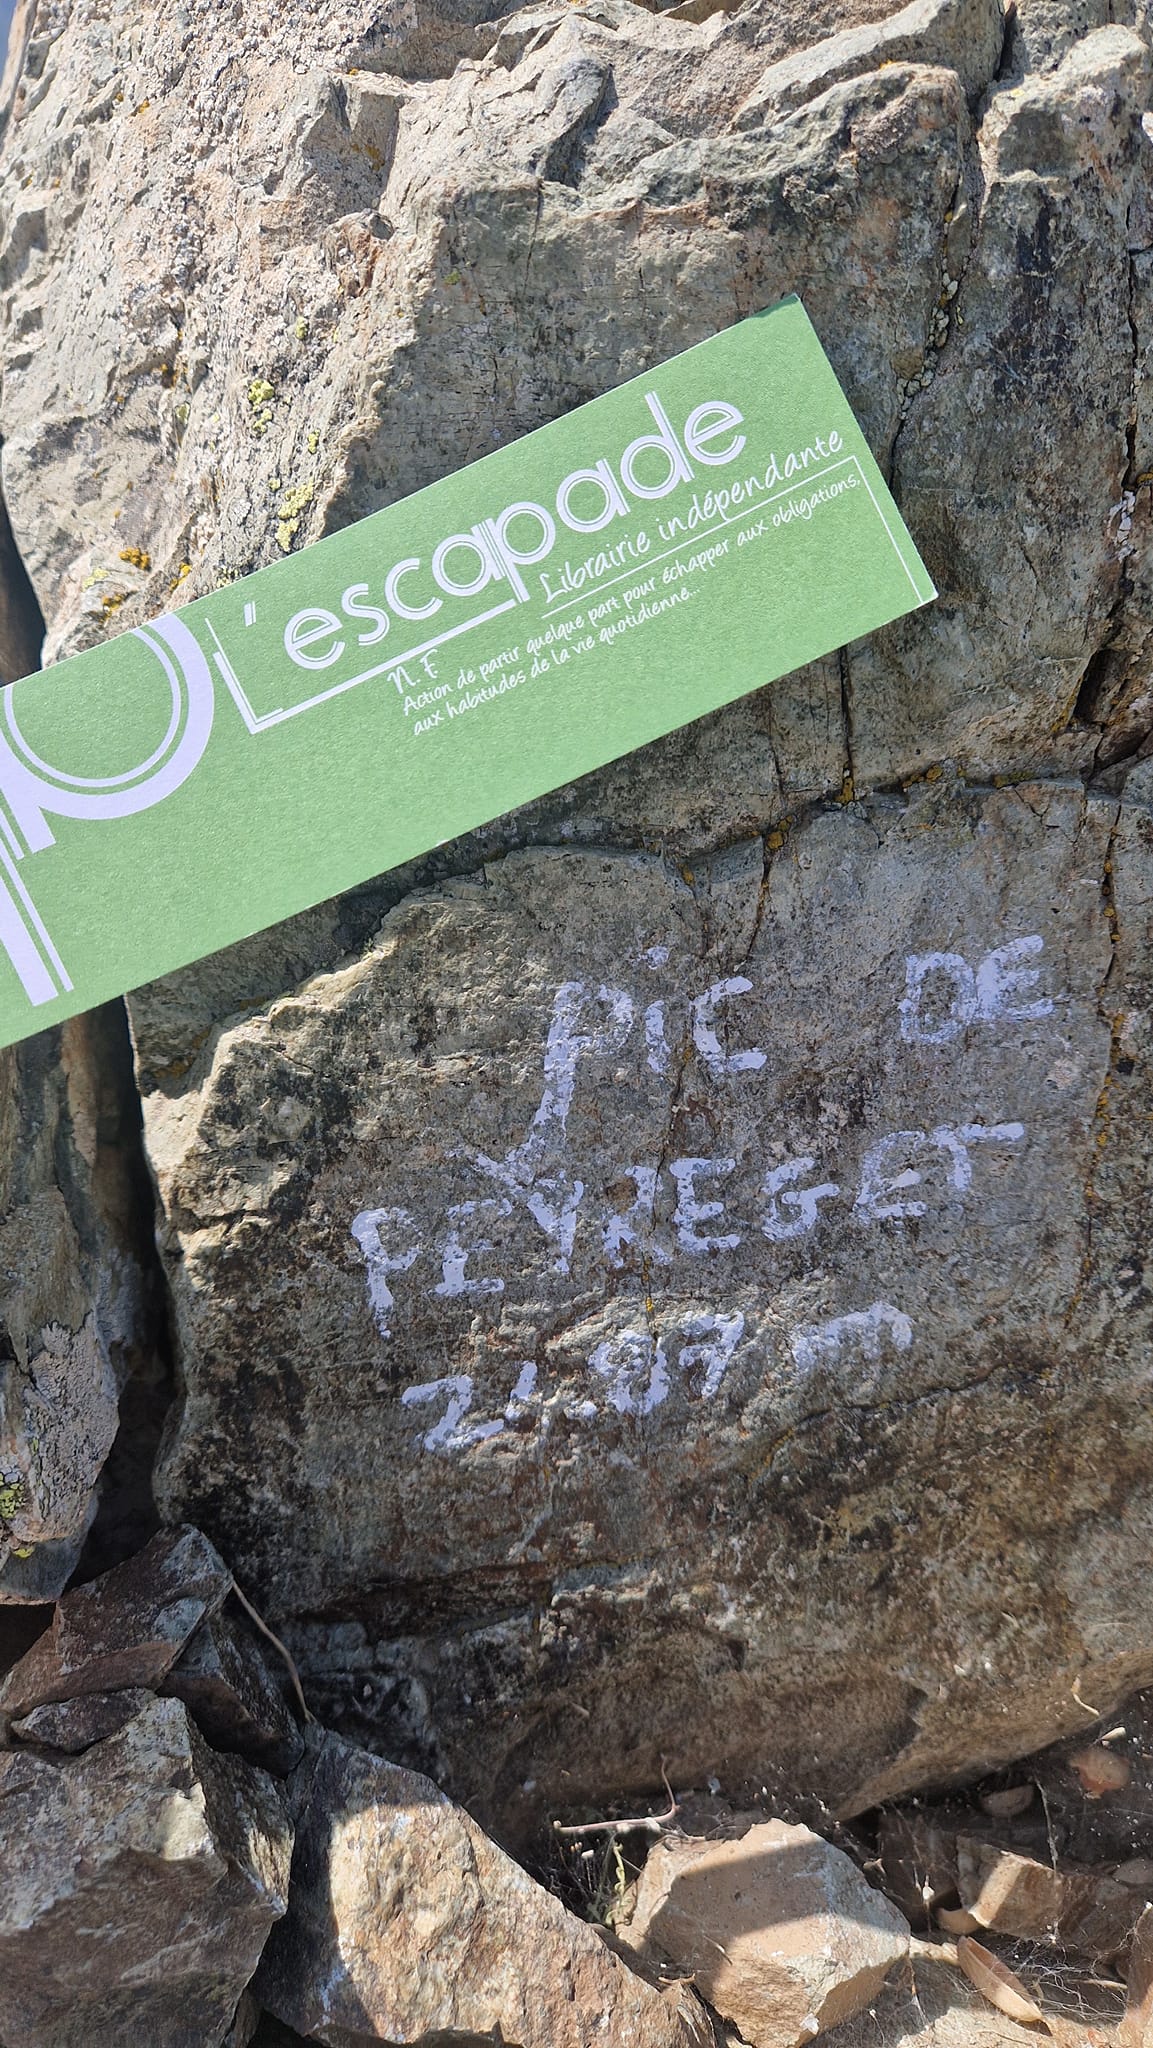 L'escapade
Librairie indépendante
N. F.
Action de partir quelque part pour échapper aux obligations,
aux habitudes de la vie quotidienne...
PIC DE
PEYREGET
2487 m